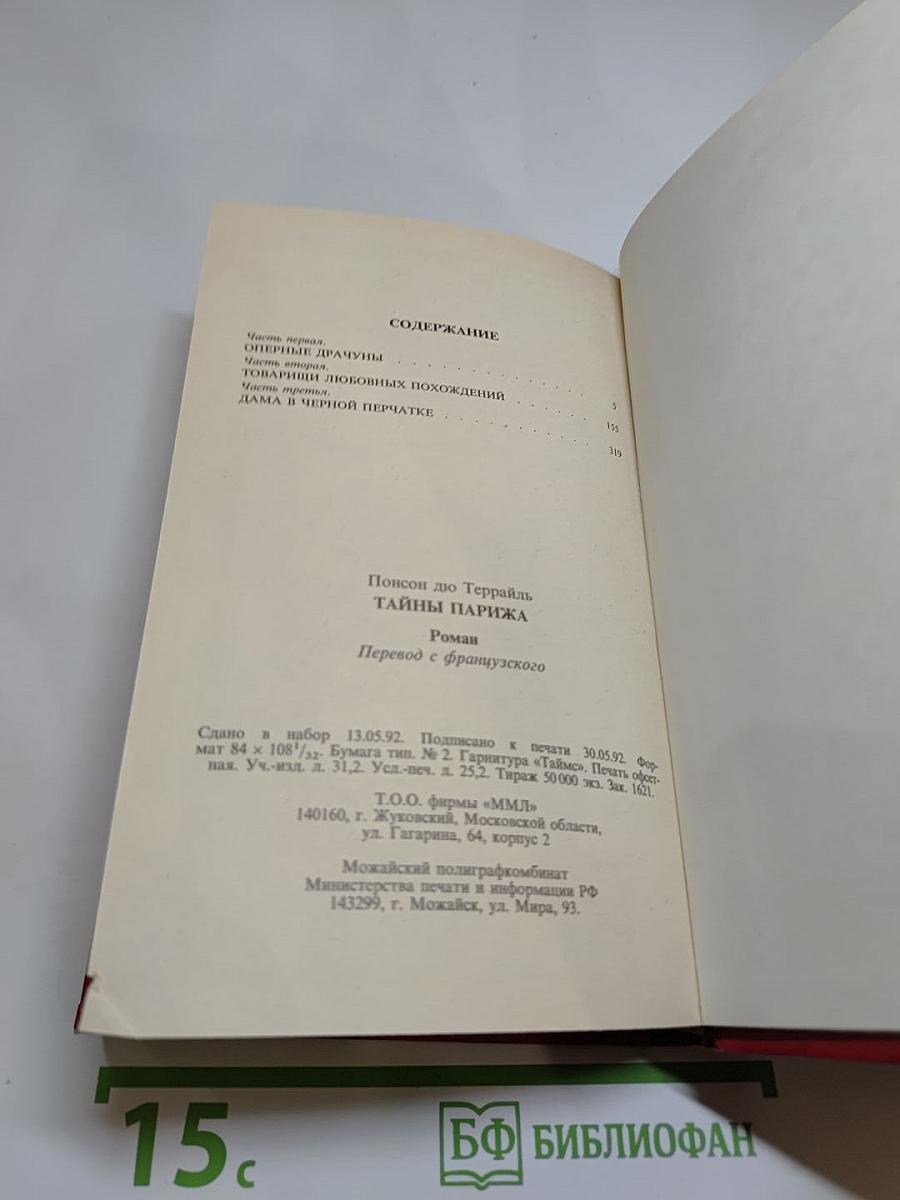 СОДЕРЖАНИЕ
Часть первая.
ОПЕРНЫЕ ДРАЧУНЫ . . . . . . . . . . . . . 5
Часть вторая.
ТОВАРИЩИ ЛЮБОВНЫХ ПОХОЖДЕНИЙ . . . . . . 155
Часть третья.
ДАМА В ЧЕРНОЙ ПЕРЧАТКЕ . . . . . . . . . . 319
Понсон дю Террайль
ТАЙНЫ ПАРИЖА
Роман
Перевод с французского
Сдано в набор 13.05.92. Подписано к печати 30.05.92. Фор-
мат 84 × 108¹/₃₂. Бумага тип. № 2. Гарнитура «Таймс». Печать офсет-
ная. Уч.-изд. л. 31,2. Усл.-печ. л. 25,2. Тираж 50 000 экз. Зак. 1621.
Т.О.О. фирмы «ММЛ»
140160, г. Жуковский, Московской области,
ул. Гагарина, 64, корпус 2
Можайский полиграфкомбинат
Министерства печати и информации РФ
143299, г. Можайск, ул. Мира, 93.
15 с
БФ БИБЛИОФАН